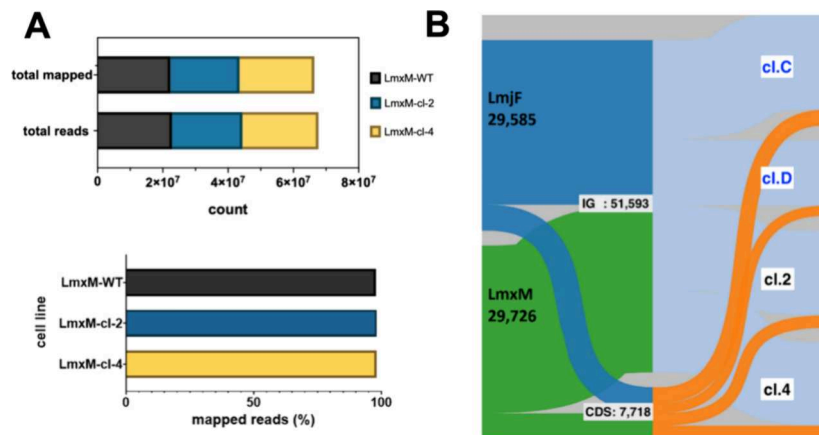 A
total mapped
total reads
0
2×10⁷
4×10⁷
6×10⁷
8×10⁷
count
LmxM-WT
LmxM-cl-2
LmxM-cl-4
cell line
LmxM-WT
LmxM-cl-2
LmxM-cl-4
0
50
100
mapped reads (%)
B
LmjF
29,585
IG : 51,593
LmxM
29,726
CDS: 7,718
cl.C
cl.D
cl.2
cl.4